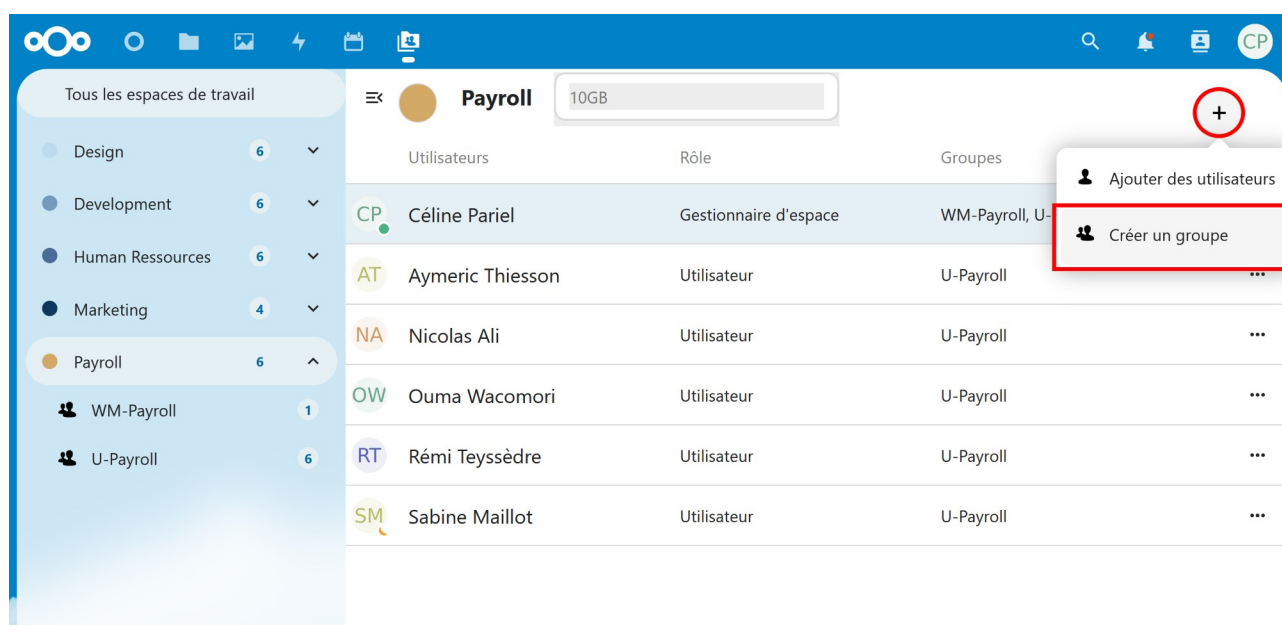 CP
Tous les espaces de travail
Payroll 10GB
+
Design 6
Development 6
Human Ressources 6
Marketing 4
Payroll 6
WM-Payroll 1
U-Payroll 6
Utilisateurs Rôle Groupes
CP Céline Pariel Gestionnaire d'espace WM-Payroll, U-
AT Aymeric Thiesson Utilisateur U-Payroll
NA Nicolas Ali Utilisateur U-Payroll
OW Ouma Wacomori Utilisateur U-Payroll
RT Rémi Teyssèdre Utilisateur U-Payroll
SM Sabine Maillot Utilisateur U-Payroll
Ajouter des utilisateurs
Créer un groupe